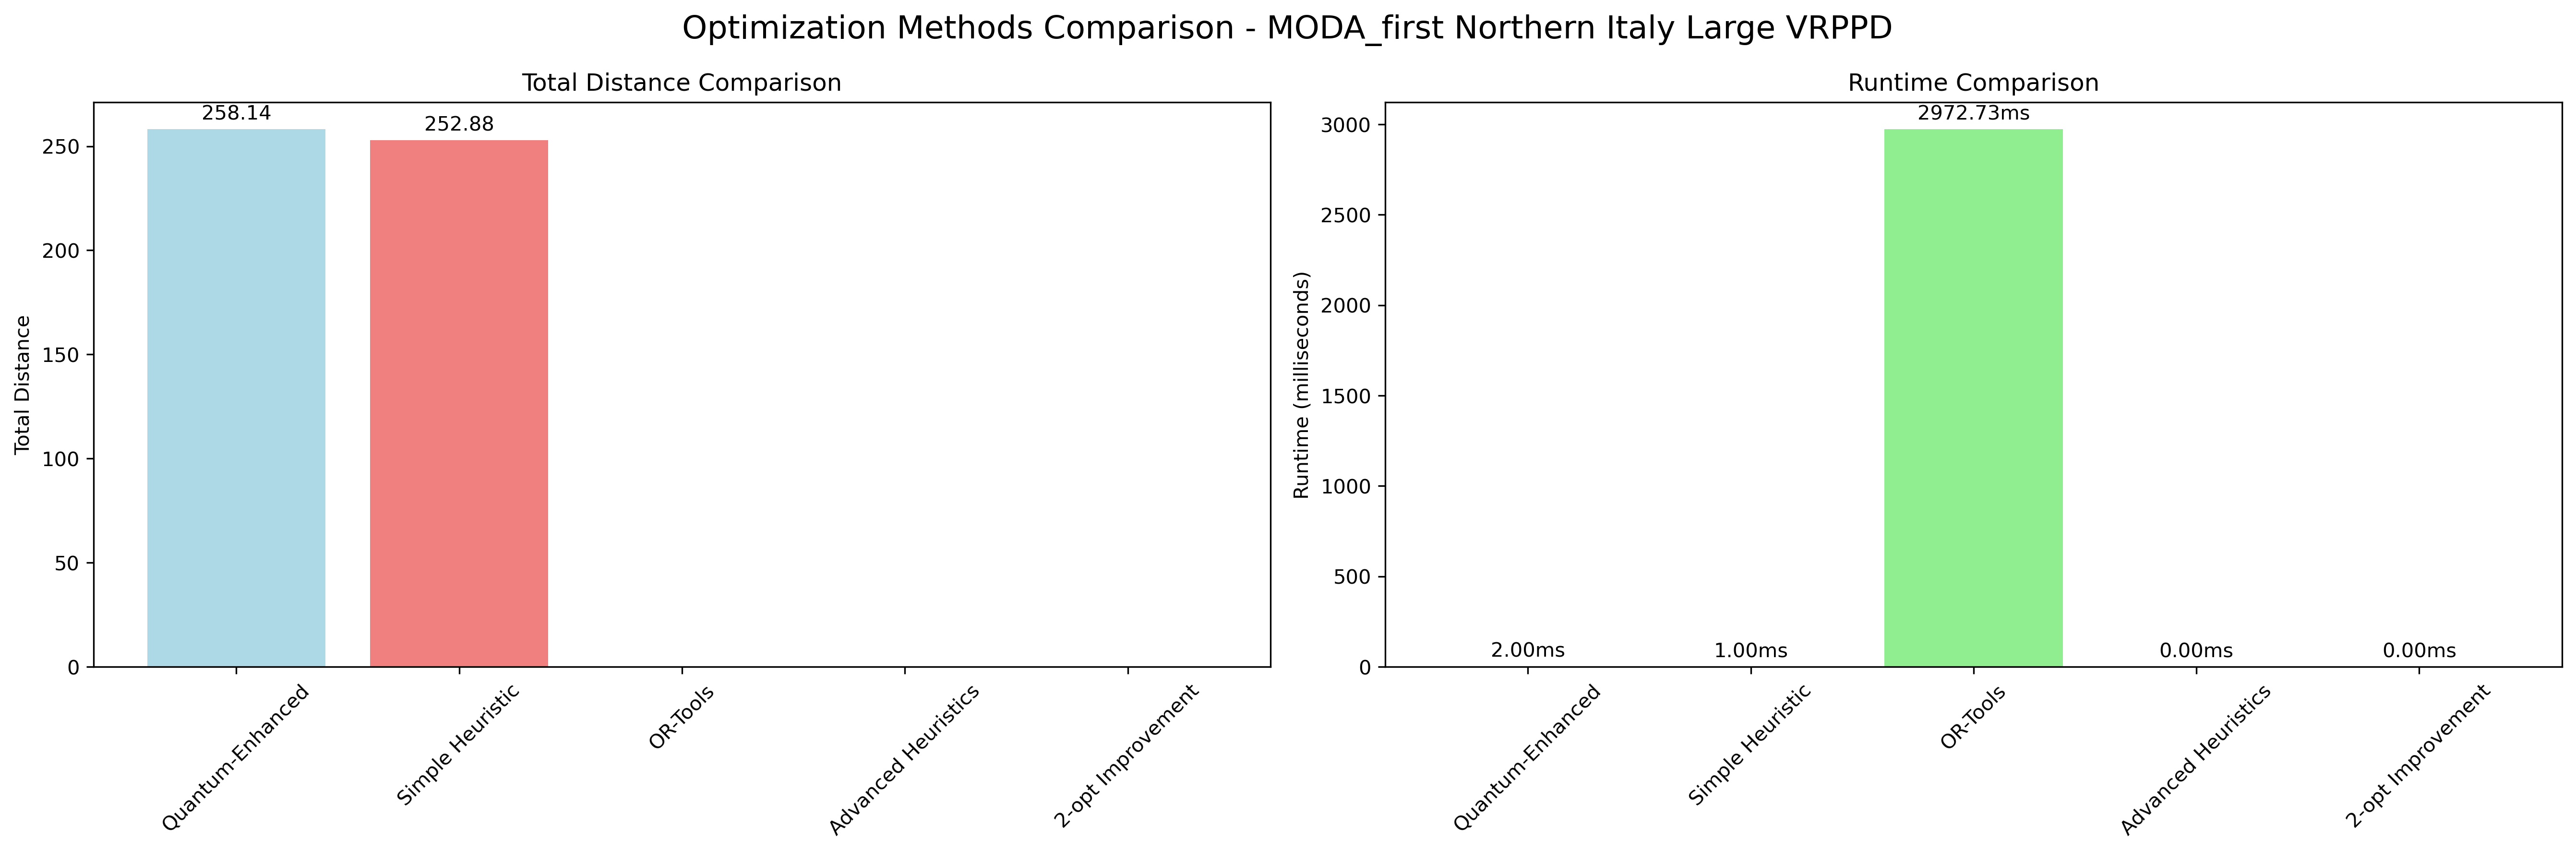 Optimization Methods Comparison - MODA_first Northern Italy Large VRPPD
Total Distance Comparison
258.14
252.88
250
200
150
100
50
0
Total Distance
Quantum-Enhanced
Simple Heuristic
OR-Tools
Advanced Heuristics
2-opt Improvement
Runtime Comparison
2972.73ms
3000
2500
2000
1500
1000
500
0
Runtime (milliseconds)
2.00ms
1.00ms
0.00ms
0.00ms
Quantum-Enhanced
Simple Heuristic
OR-Tools
Advanced Heuristics
2-opt Improvement